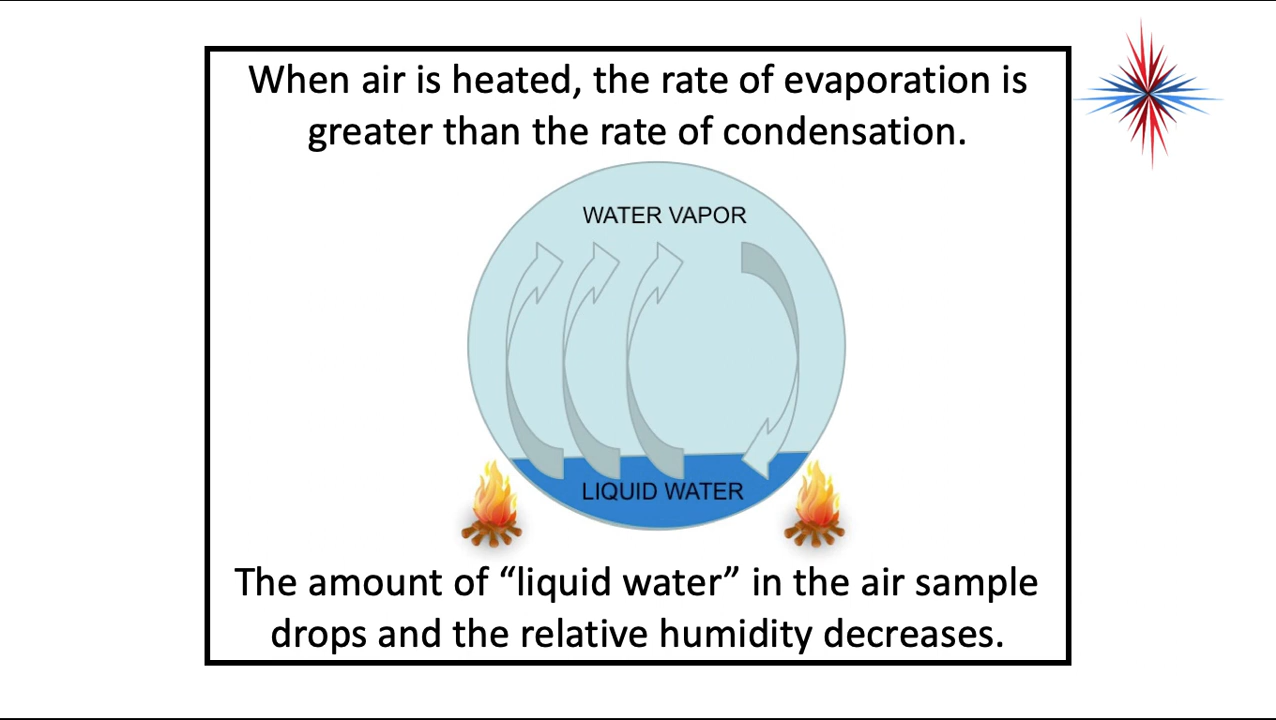 When air is heated, the rate of evaporation is
greater than the rate of condensation.
WATER VAPOR
LIQUID WATER
The amount of “liquid water” in the air sample
drops and the relative humidity decreases.